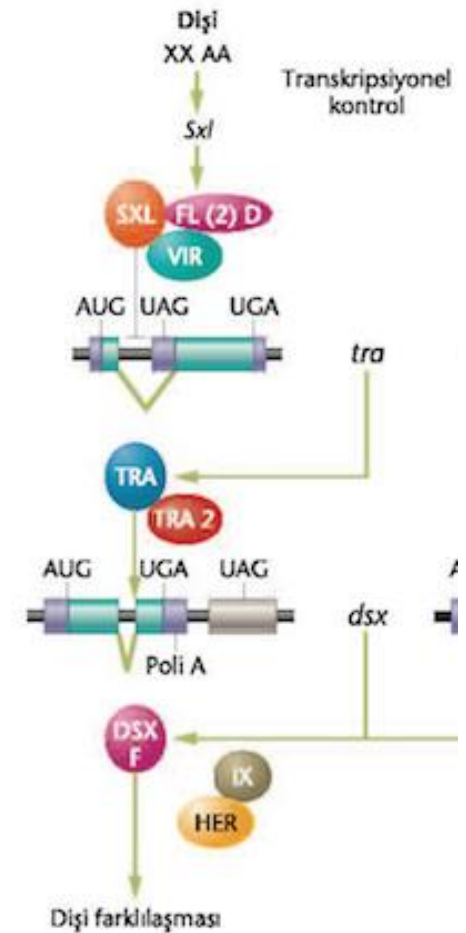 Dişi
XX AA
Transkripsiyonel
kontrol
Sxl
SXL
FL (2) D
VIR
AUG UAG UGA
tra
TRA
TRA 2
AUG UGA UAG
dsx
Poli A
DSX
F
IX
HER
Dişi farklılaşması